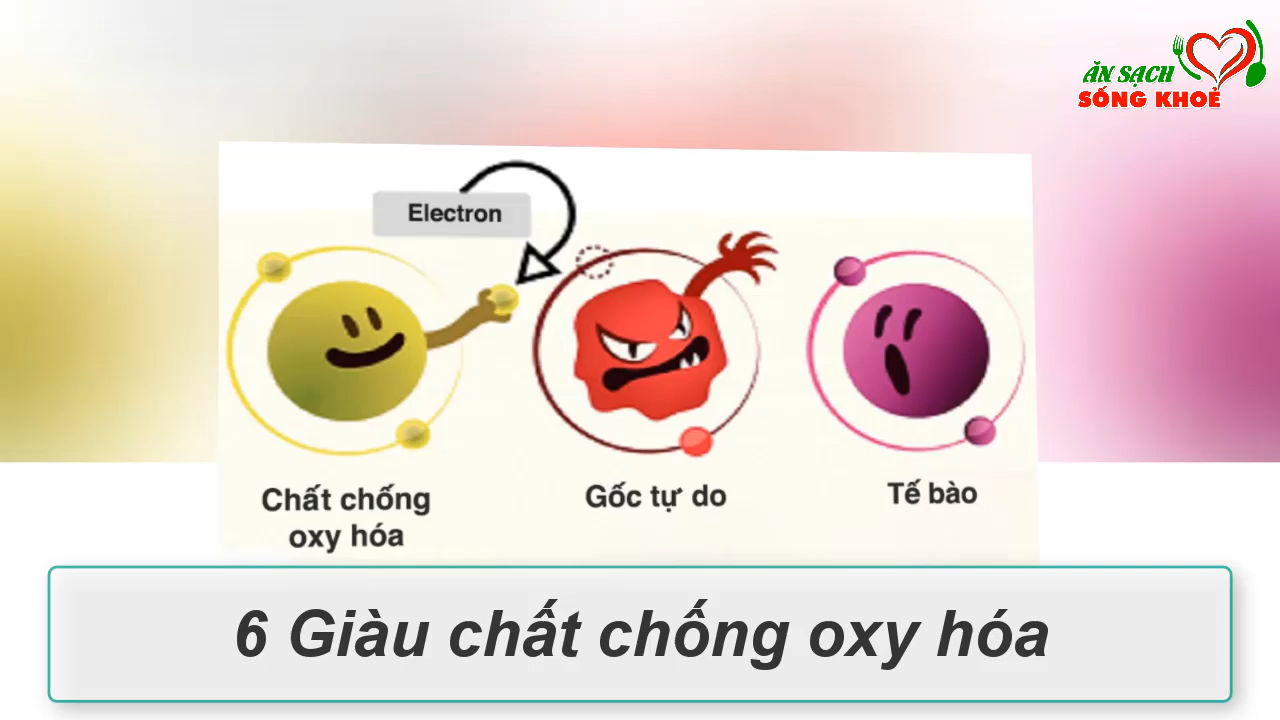 ĂN SẠCH
SỐNG KHOẺ
Electron
Chất chống
oxy hóa
Gốc tự do
Tế bào
6 Giàu chất chống oxy hóa